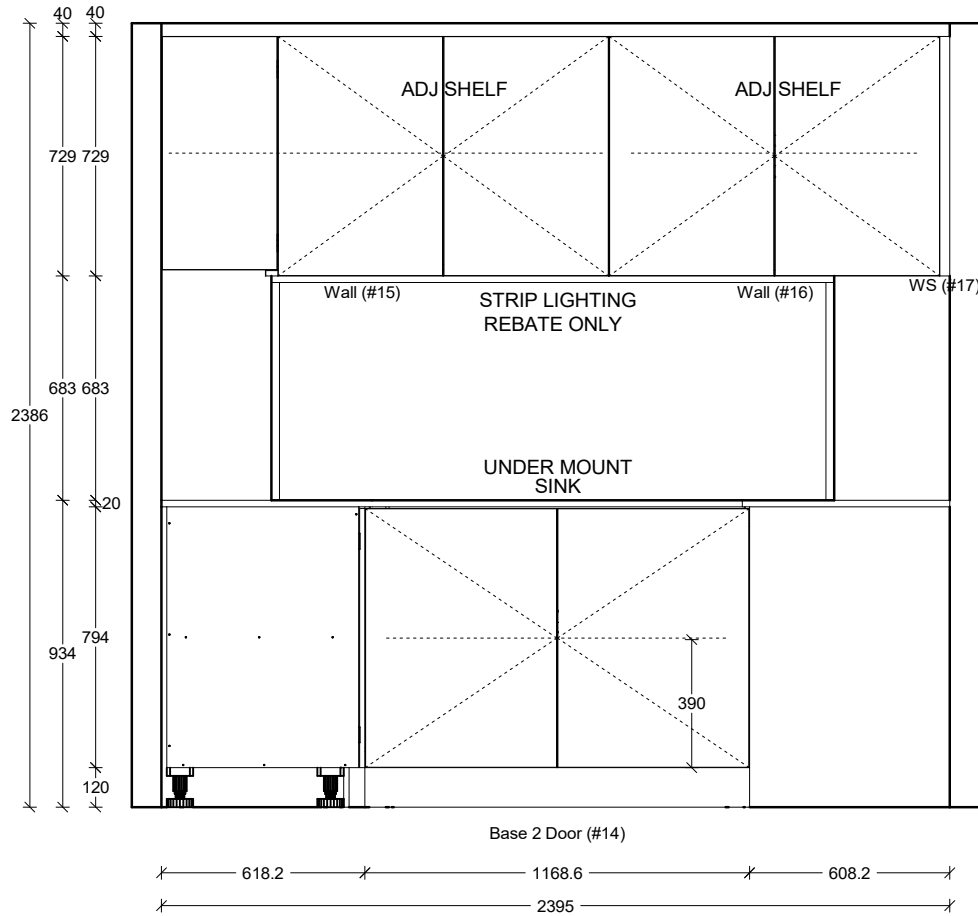 40 40
ADJ SHELF ADJ SHELF
729 729
Wall (#15) Wall (#16) WS (#17)
STRIP LIGHTING
REBATE ONLY
683 683
2386
UNDER MOUNT
SINK
20
794
934
390
120
Base 2 Door (#14)
618.2 1168.6 608.2
2395